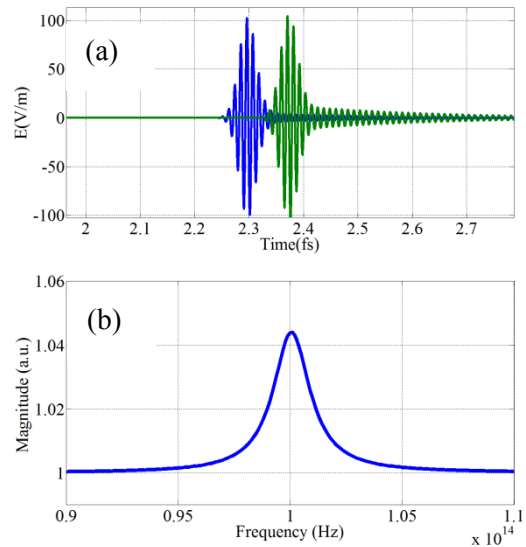 (a)
E(V/m)
100
50
0
-50
-100
2 2.1 2.2 2.3 2.4 2.5 2.6 2.7
Time(fs)
(b)
Magnitude (a.u.)
1.06
1.04
1.02
1
0.9 0.95 1 1.05 1.1
Frequency (Hz)
x 10^14